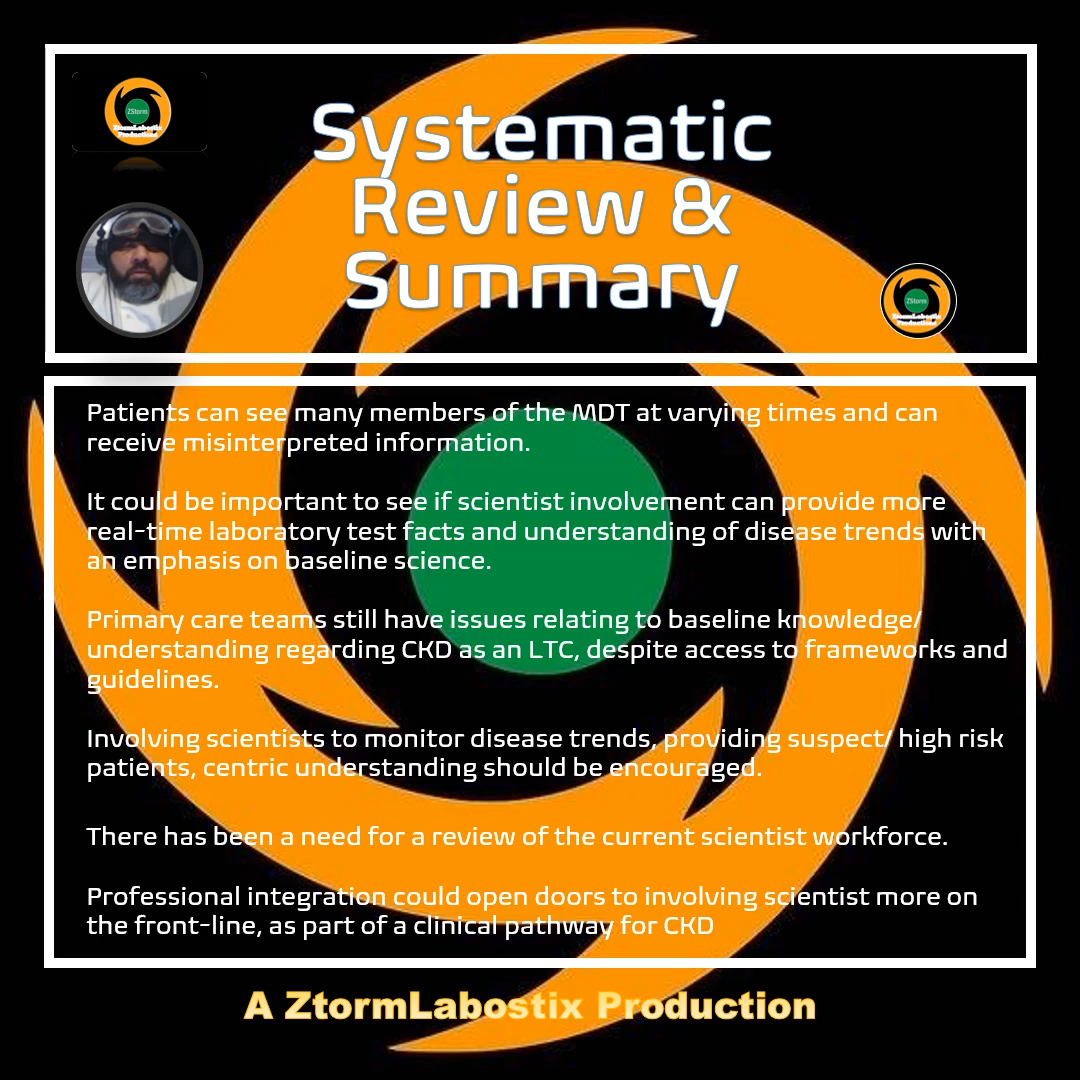 ZStorm
ZtormLabostix
Productions
Systematic
Review &
Summary
ZStorm
ZtormLabostix
Productions
Patients can see many members of the MDT at varying times and can
receive misinterpreted information.
It could be important to see if scientist involvement can provide more
real-time laboratory test facts and understanding of disease trends with
an emphasis on baseline science.
Primary care teams still have issues relating to baseline knowledge/
understanding regarding CKD as an LTC, despite access to frameworks and
guidelines.
Involving scientists to monitor disease trends, providing suspect/ high risk
patients, centric understanding should be encouraged.
There has been a need for a review of the current scientist workforce.
Professional integration could open doors to involving scientist more on
the front-line, as part of a clinical pathway for CKD
A ZtormLabostix Production